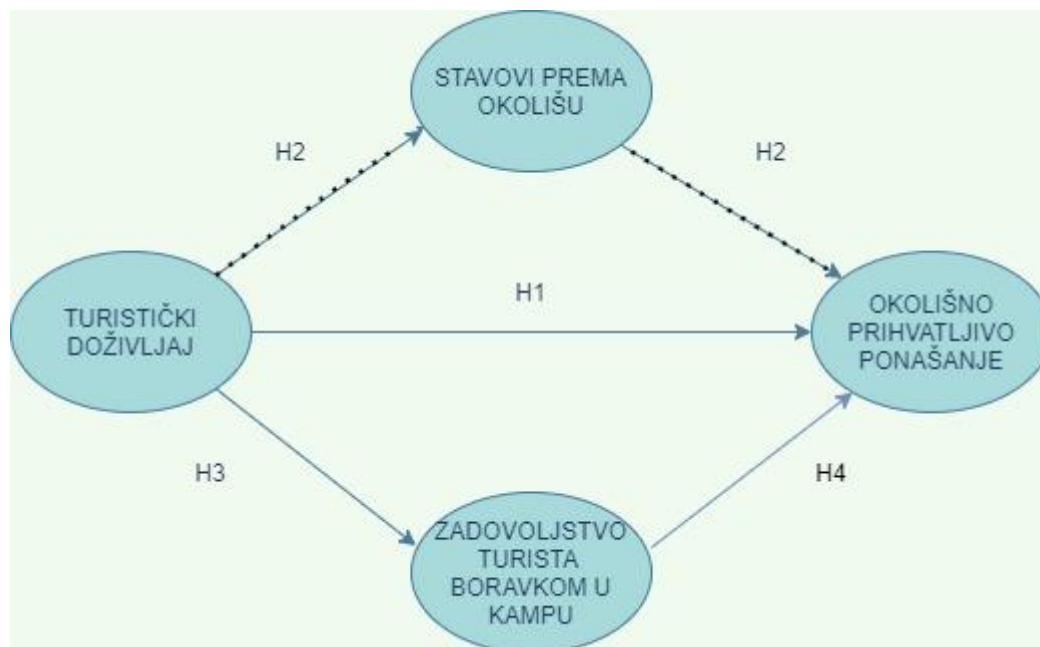 STAVOVI PREMA
OKOLIŠU
H2
H2
H1
TURISTIČKI
DOŽIVLJAJ
OKOLIŠNO
PRIHVATLJIVO
PONAŠANJE
H3
H4
ZADOVOLJSTVO
TURISTA
BORAVKOM U
KAMPU